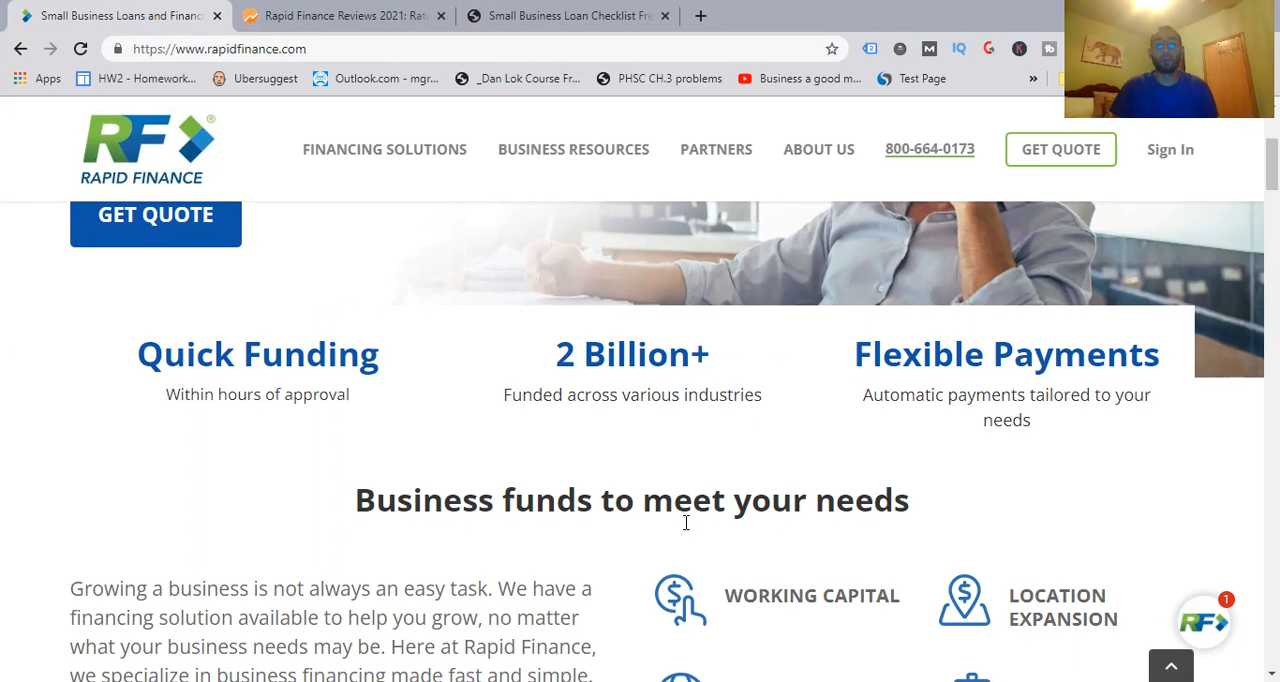 Small Business Loans and Financ
Rapid Finance Reviews 2021: Rat
Small Business Loan Checklist Fre
https://www.rapidfinance.com
Apps
HW2 - Homework...
Ubersuggest
Outlook.com - mgr...
_Dan Lok Course Fr...
PHSC CH.3 problems
Business a good m...
Test Page
RF
RAPID FINANCE
FINANCING SOLUTIONS
BUSINESS RESOURCES
PARTNERS
ABOUT US
800-664-0173
GET QUOTE
Sign In
GET QUOTE
Quick Funding
Within hours of approval
2 Billion+
Funded across various industries
Flexible Payments
Automatic payments tailored to your
needs
Business funds to meet your needs
Growing a business is not always an easy task. We have a
financing solution available to help you grow, no matter
what your business needs may be. Here at Rapid Finance,
we specialize in business financing made fast and simple.
WORKING CAPITAL
LOCATION
EXPANSION
RF
1